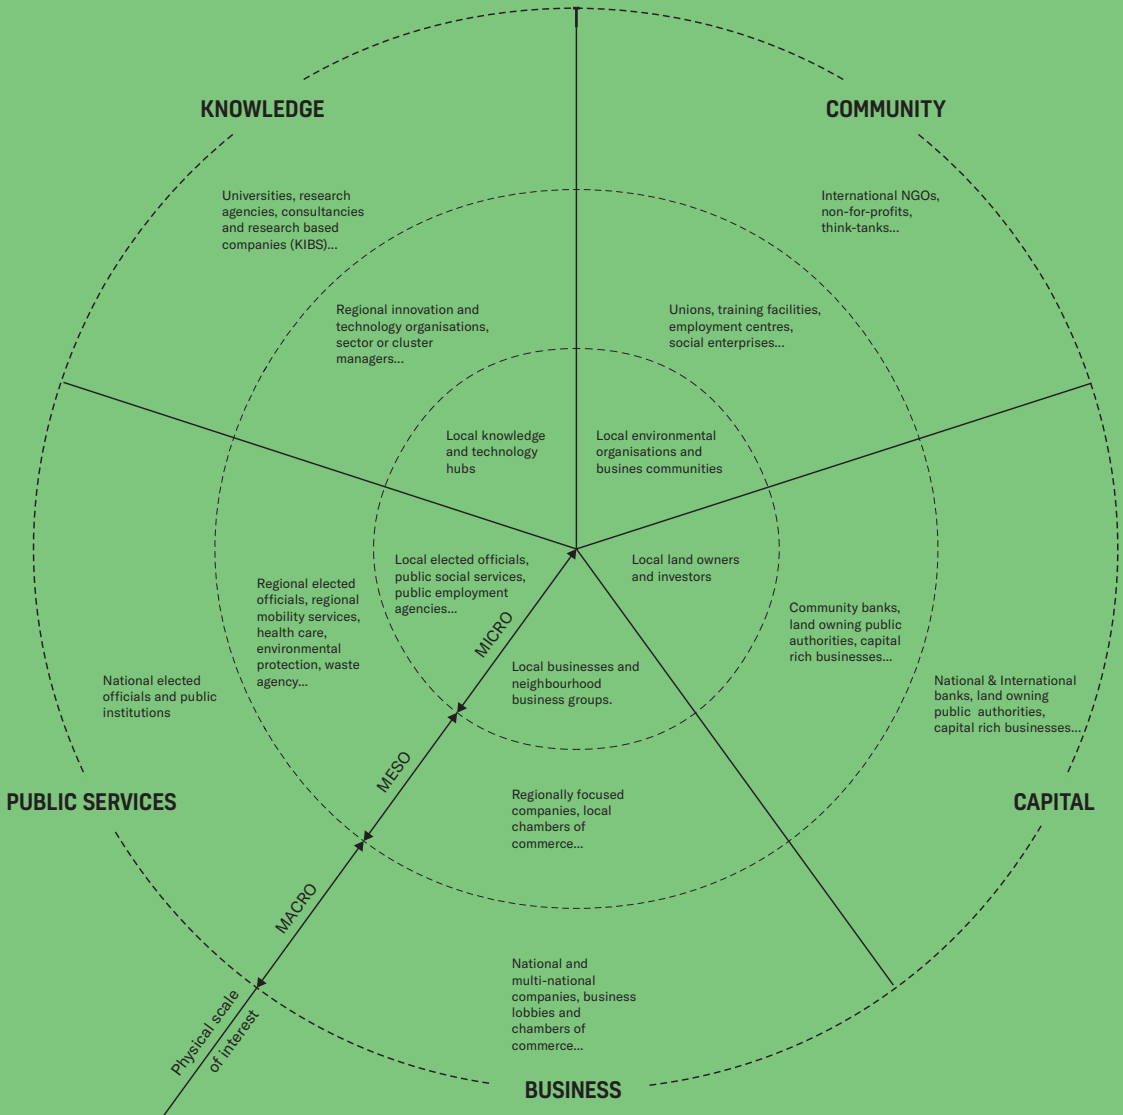 KNOWLEDGE
COMMUNITY
Universities, research
agencies, consultancies
and research based
companies (KIBS)...
International NGOs,
non-for-profits,
think-tanks...
Regional innovation and
technology organisations,
sector or cluster
managers...
Unions, training facilities,
employment centres,
social enterprises...
Local knowledge
and technology
hubs
Local environmental
organisations and
busines communities
Local elected officials,
public social services,
public employment
agencies...
Local land owners
and investors
Regional elected
officials, regional
mobility services,
health care,
environmental
protection, waste
agency...
Community banks,
land owning public
authorities, capital
rich businesses...
National elected
officials and public
institutions
National & International
banks, land owning
public authorities,
capital rich businesses...
MICRO
Local businesses and
neighbourhood
business groups.
MESO
PUBLIC SERVICES
CAPITAL
Regionally focused
companies, local
chambers of
commerce...
MACRO
National and
multi-national
companies, business
lobbies and
chambers of
commerce...
Physical scale
of interest
BUSINESS